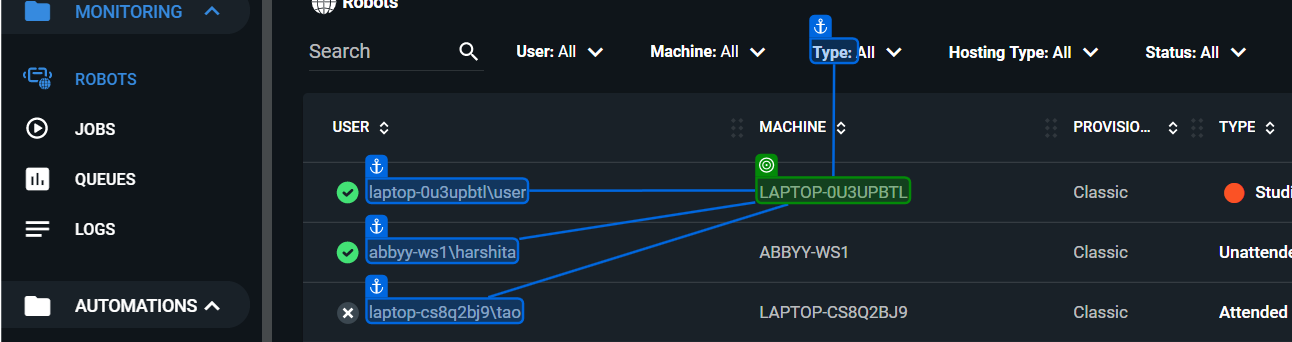 MONITORING
Robots
Search
User: All
Machine: All
Type: All
Hosting Type: All
Status: All
ROBOTS
JOBS
QUEUES
LOGS
AUTOMATIONS
USER MACHINE PROVISIO... TYPE
laptop-0u3upbtl\user LAPTOP-0U3UPBTL Classic Studi
abbyy-ws1\harshita ABBYY-WS1 Classic Unattende
laptop-cs8q2bj9\tao LAPTOP-CS8Q2BJ9 Classic Attended